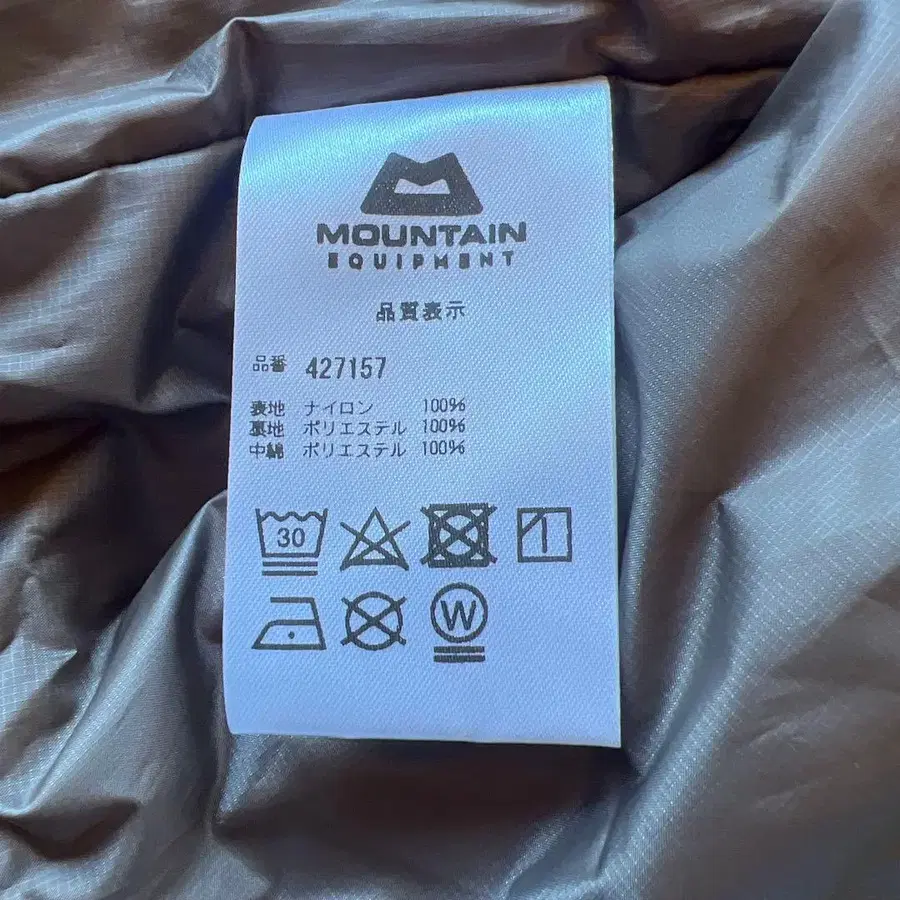 MOUNTAIN
EQUIPMENT
品質表示
品番 427157
表地 ナイロン 100%
裏地 ポリエステル 100%
中綿 ポリエステル 100%
30
W